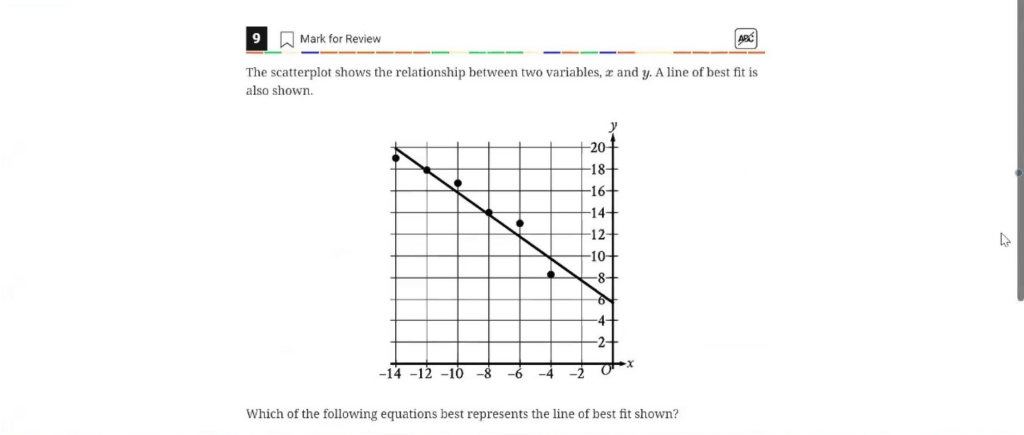 9 Mark for Review ABC
The scatterplot shows the relationship between two variables, x and y. A line of best fit is
also shown.
y
20
18
16
14
12
10
8
6
4
2
x
−14 −12 −10 −8 −6 −4 −2 O
Which of the following equations best represents the line of best fit shown?